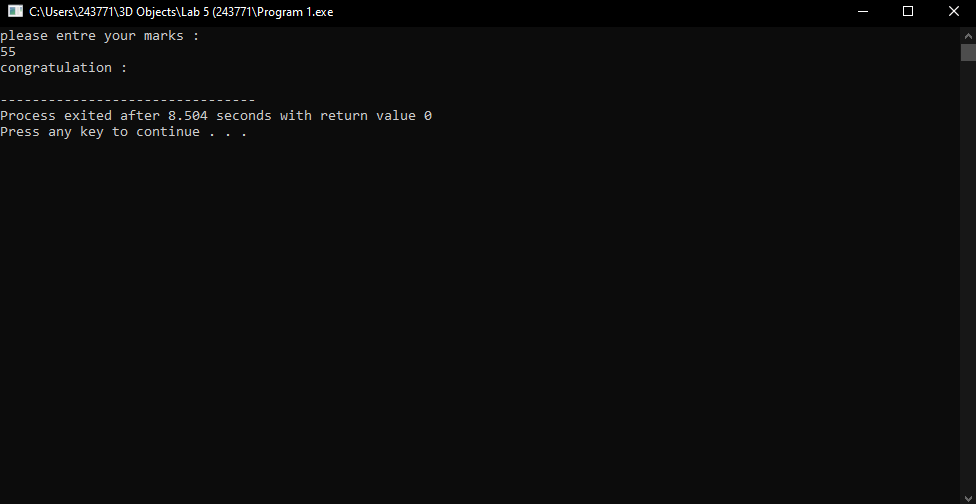 C:\Users\243771\3D Objects\Lab 5 (243771\Program 1.exe
please entre your marks :
55
congratulation :
--------------------------------
Process exited after 8.504 seconds with return value 0
Press any key to continue . . .